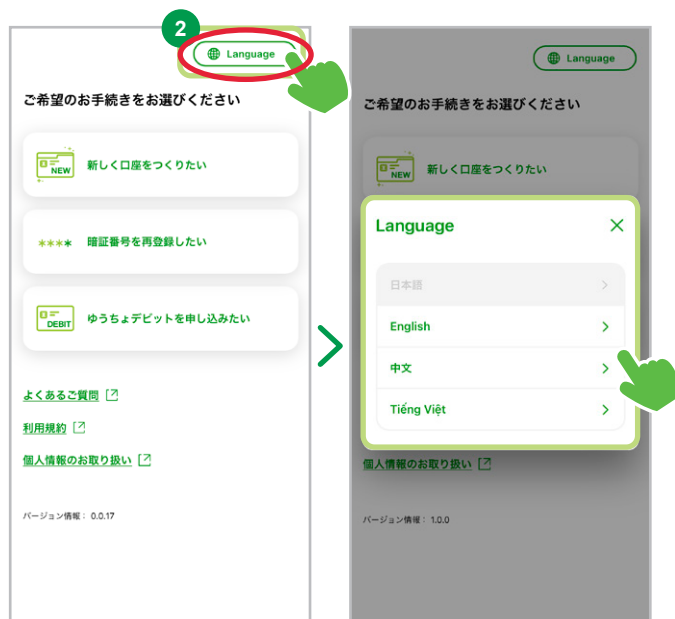 2
Language
ご希望のお手続きをお選びください
NEW
新しく口座をつくりたい
****
暗証番号を再登録したい
DEBIT
ゆうちょデビットを申し込みたい
よくあるご質問
利用規約
個人情報のお取り扱い
バージョン情報： 0.0.17
Language
ご希望のお手続きをお選びください
NEW
新しく口座をつくりたい
Language
日本語
English
中文
Tiếng Việt
個人情報のお取り扱い
バージョン情報： 1.0.0